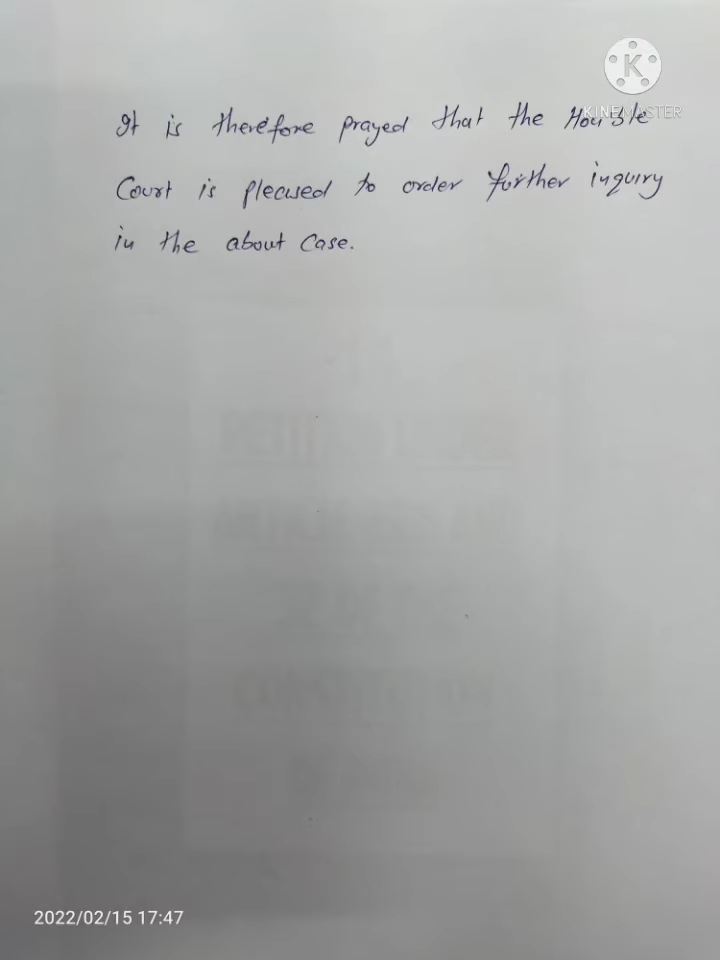 K
KINEMASTER
It is therefore prayed that the Hon'ble
Court is pleased to order further inquiry
in the about Case.
2022/02/15 17:47